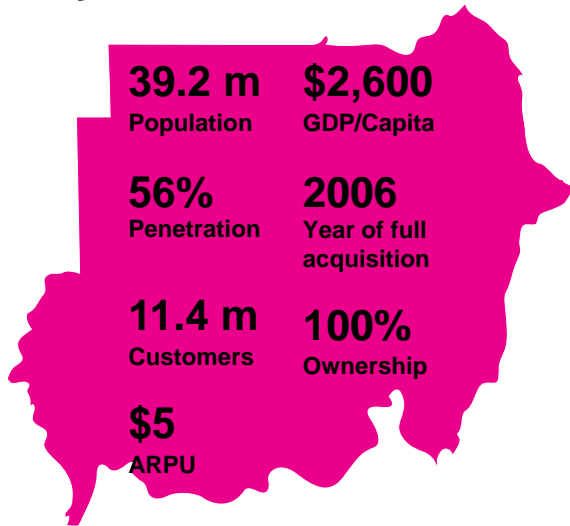 39.2 m
Population
$2,600
GDP/Capita
56%
Penetration
2006
Year of full
acquisition
11.4 m
Customers
100%
Ownership
$5
ARPU